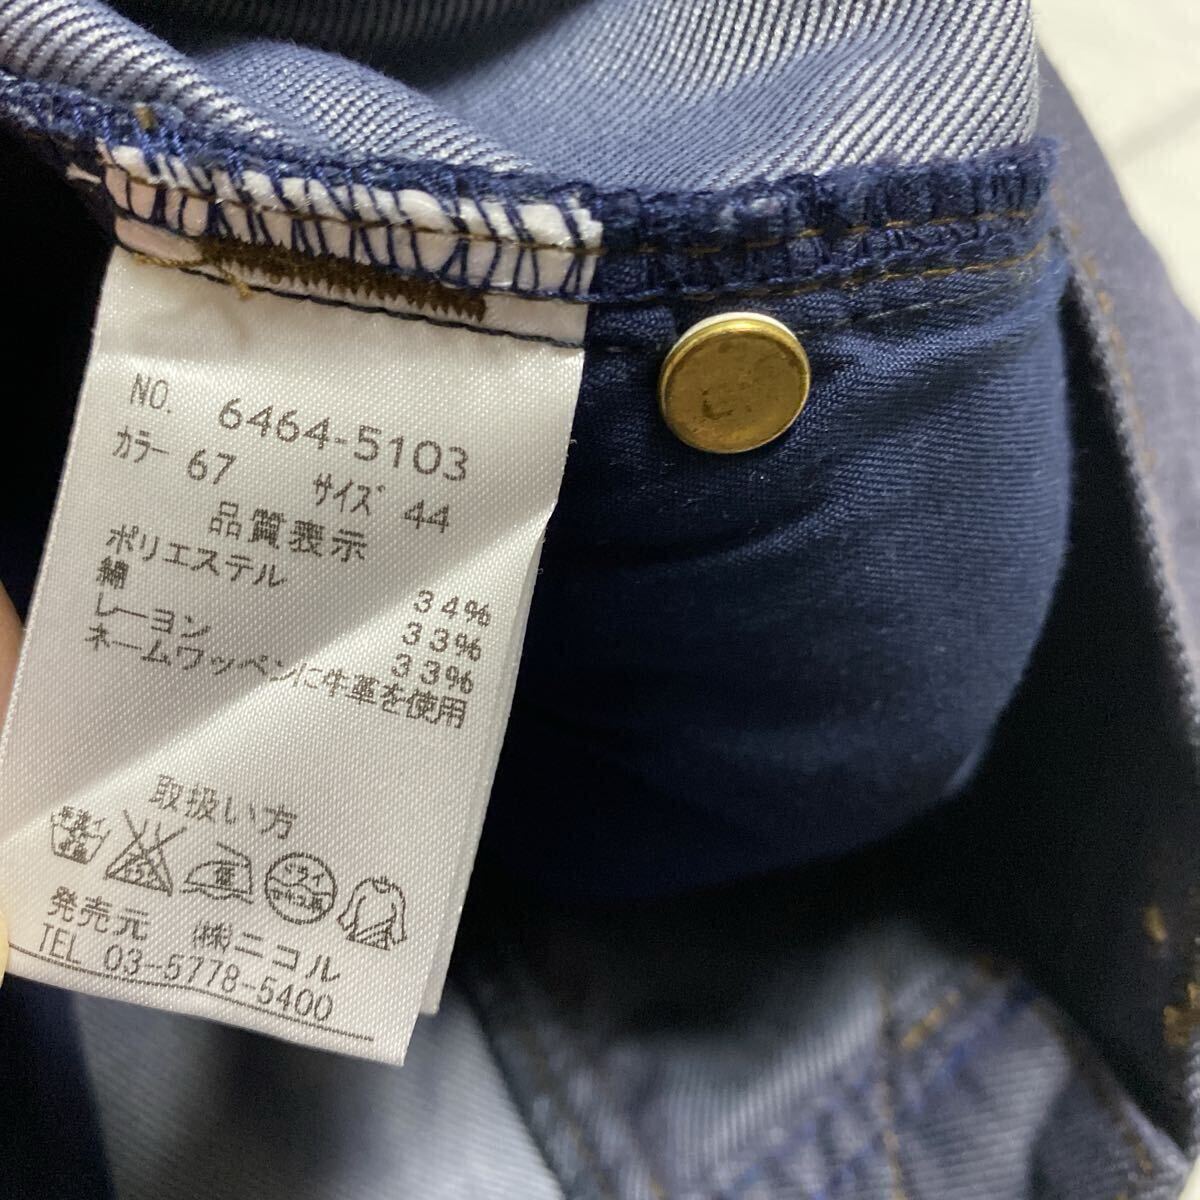 NO. 6464-5103
カラー 67 サイズ 44
品質表示
ポリエステル 34%
綿 33%
レーヨン 33%
ネームワッペンに牛革を使用
取扱い方
ドライ
発売元 ㈱ニコル
TEL 03-5778-5400